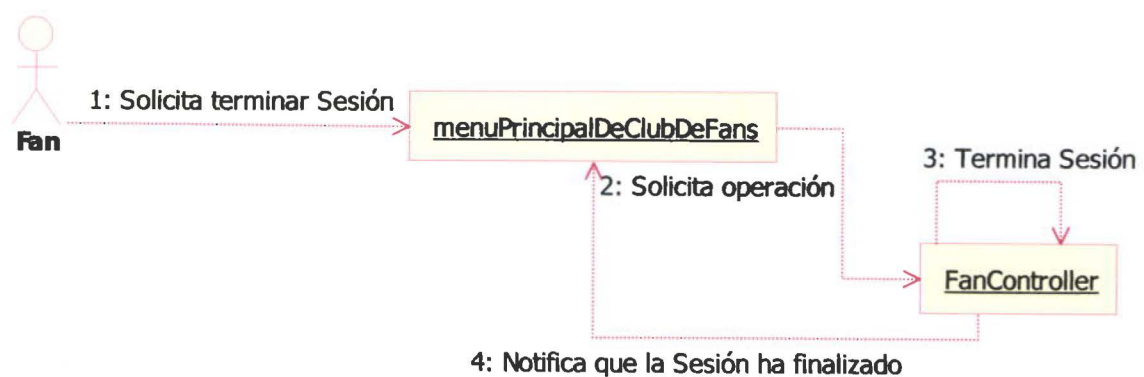 1: Solicita terminar Sesión
Fan
menuPrincipalDeClubDeFans
2: Solicita operación
3: Termina Sesión
FanController
4: Notifica que la Sesión ha finalizado